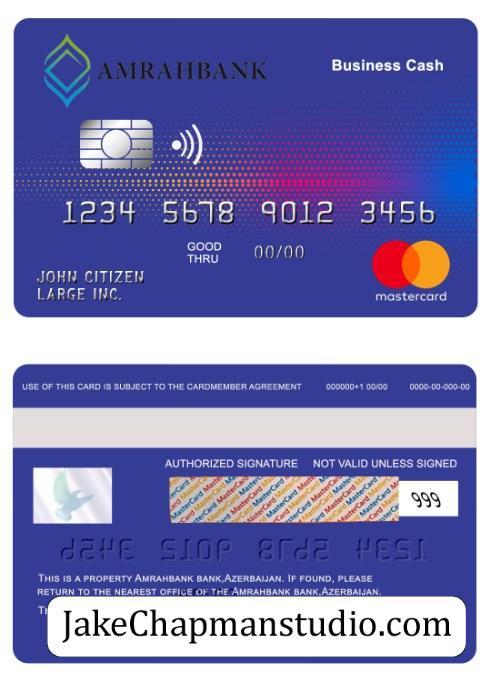 AMRAHBANK
Business Cash
1234 5678 9012 3456
GOOD
THRU
00/00
JOHN CITIZEN
LARGE INC.
mastercard
USE OF THIS CARD IS SUBJECT TO THE CARDMEMBER AGREEMENT 000000+1 00/00 0000-00-000-00
AUTHORIZED SIGNATURE NOT VALID UNLESS SIGNED
MasterCard MasterCard MasterCard
999
1234 5678 9012 3456
THIS IS A PROPERTY AMRAHBANK BANK,AZERBAIJAN. IF FOUND, PLEASE
RETURN TO THE NEAREST OFFICE OF THE AMRAHBANK BANK,AZERBAIJAN.
JakeChapmanstudio.com